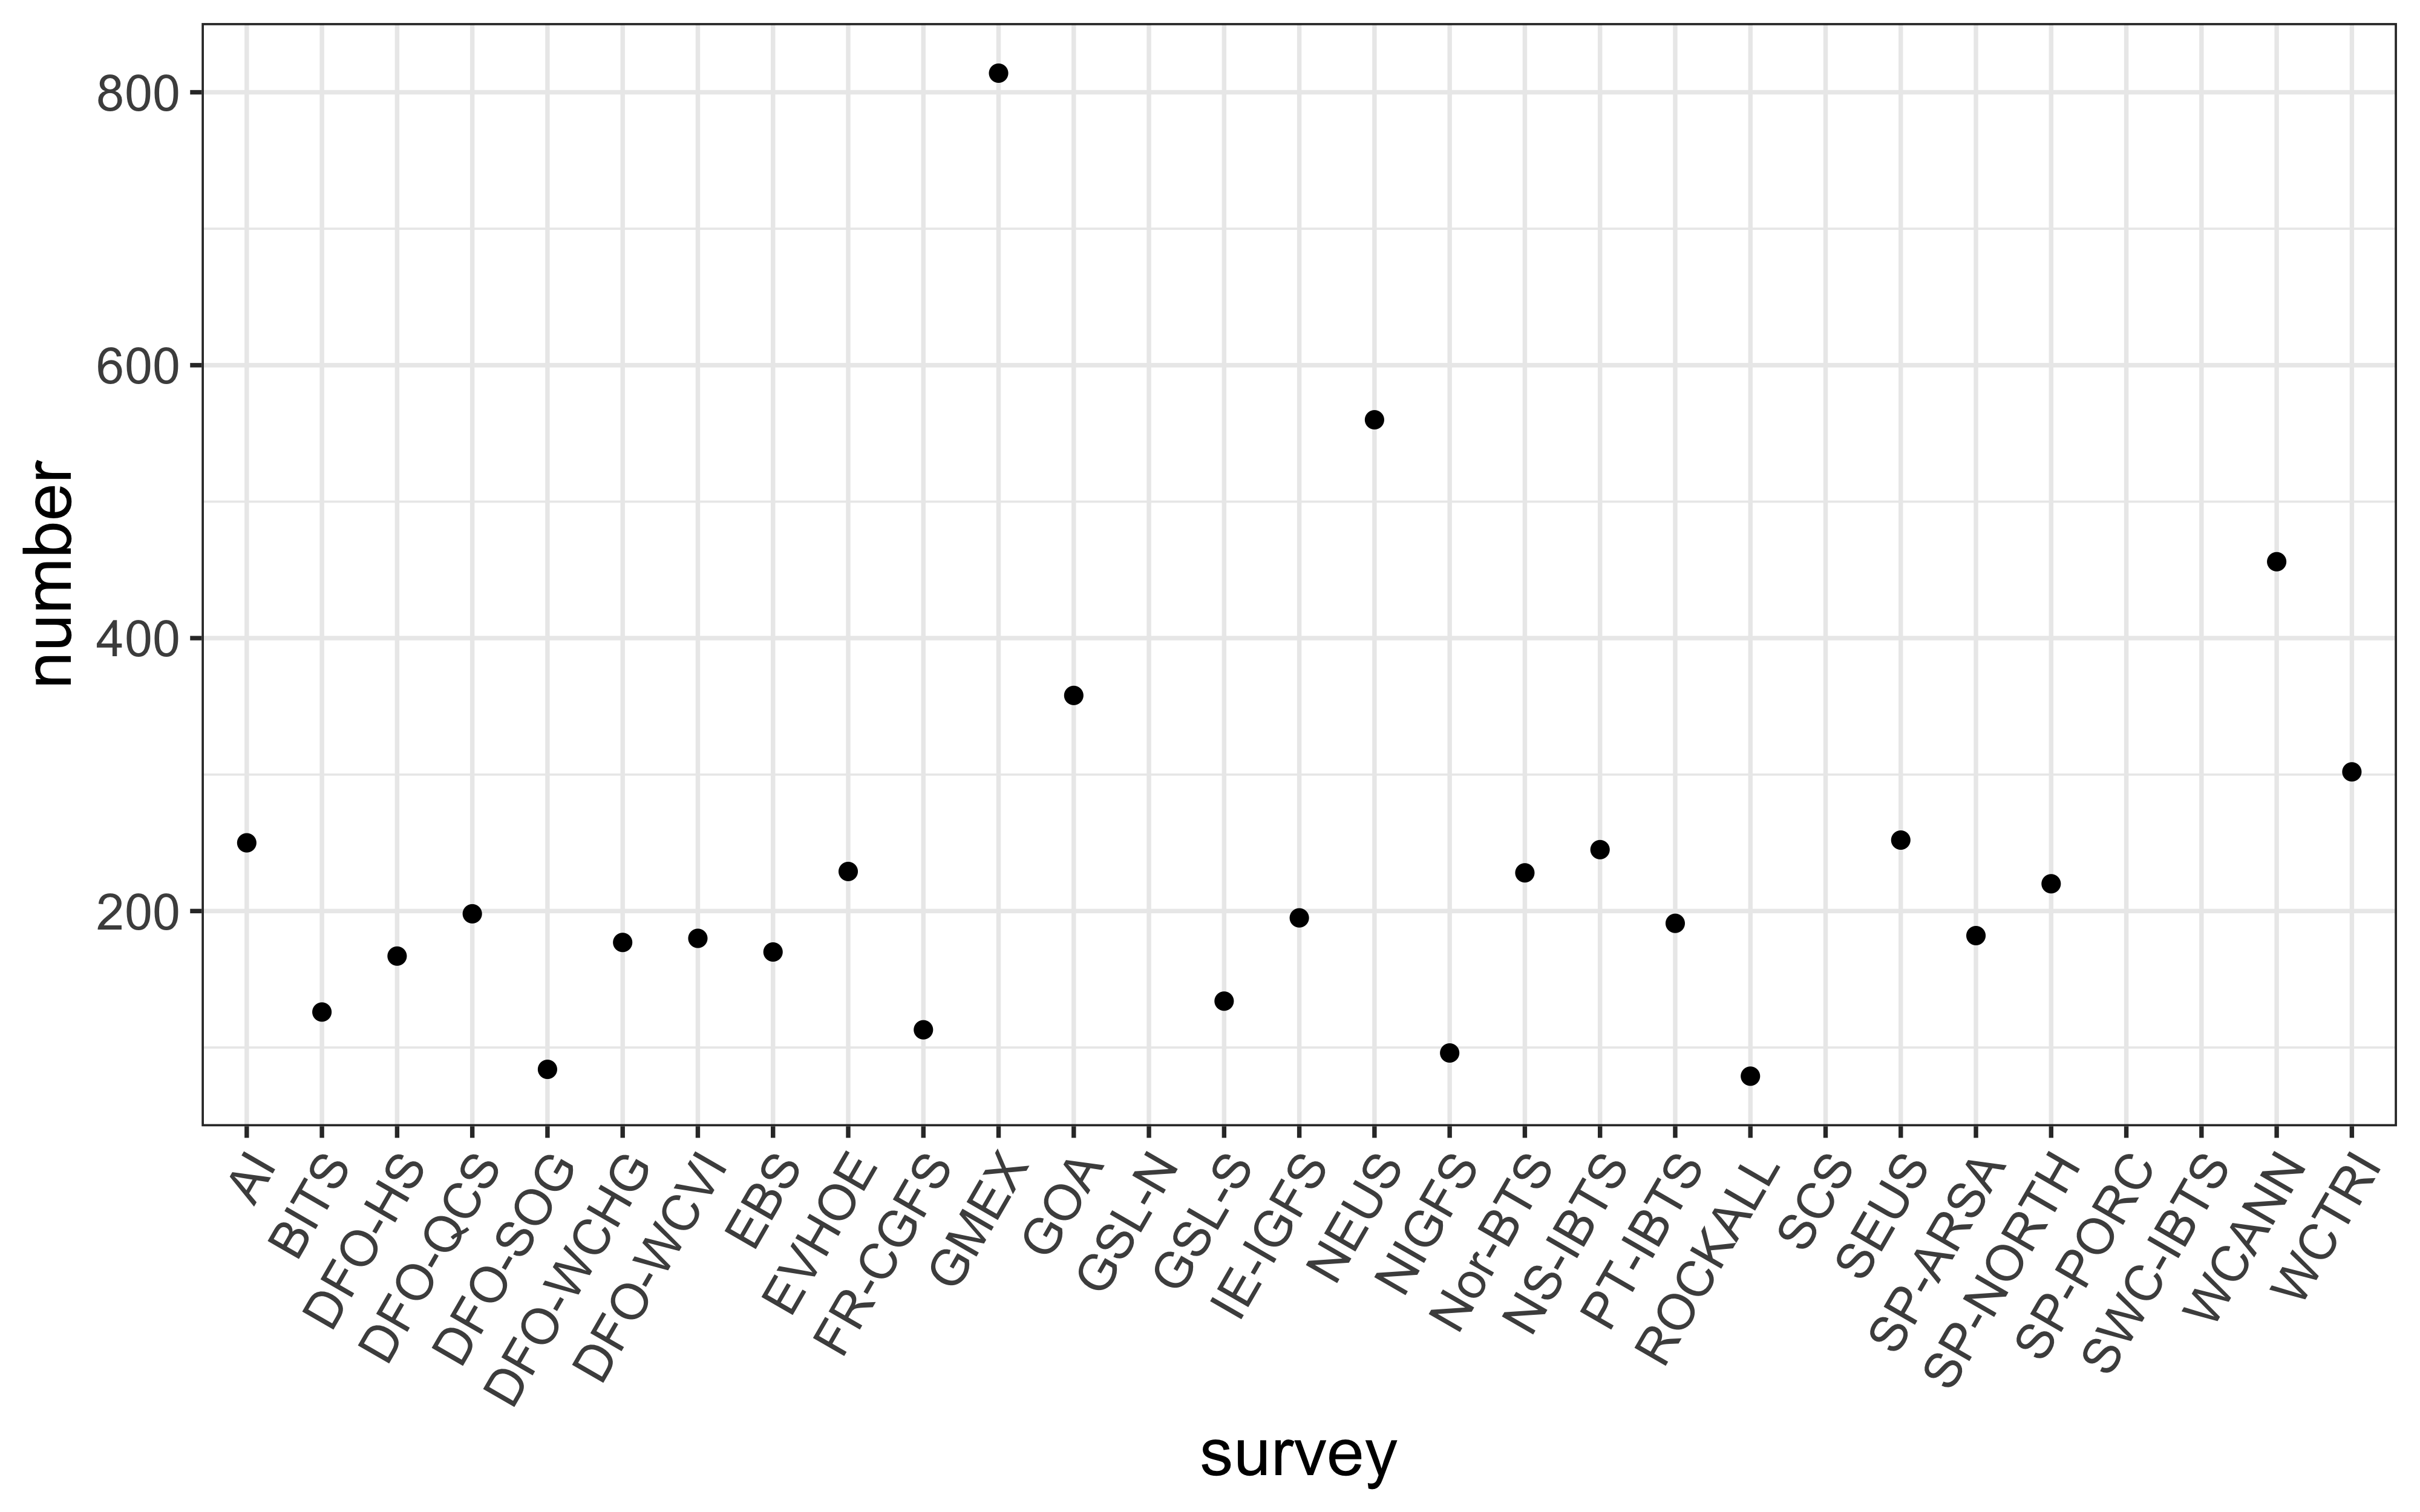 number
800
600
400
200
AI
BITS
DFO-HS
DFO-QCS
DFO-SOG
DFO-WCHG
DFO-WCVI
EBS
EVHOE
FR-CGFS
GMEX
GOA
GSL-N
GSL-S
IE-IGFS
NEUS
NIGFS
Nor-BTS
NS-IBTS
PT-IBTS
ROCKALL
SCS
SEUS
SP-ARSA
SP-NORTH
SP-PORC
SWC-IBTS
WCANN
WCTRI
survey